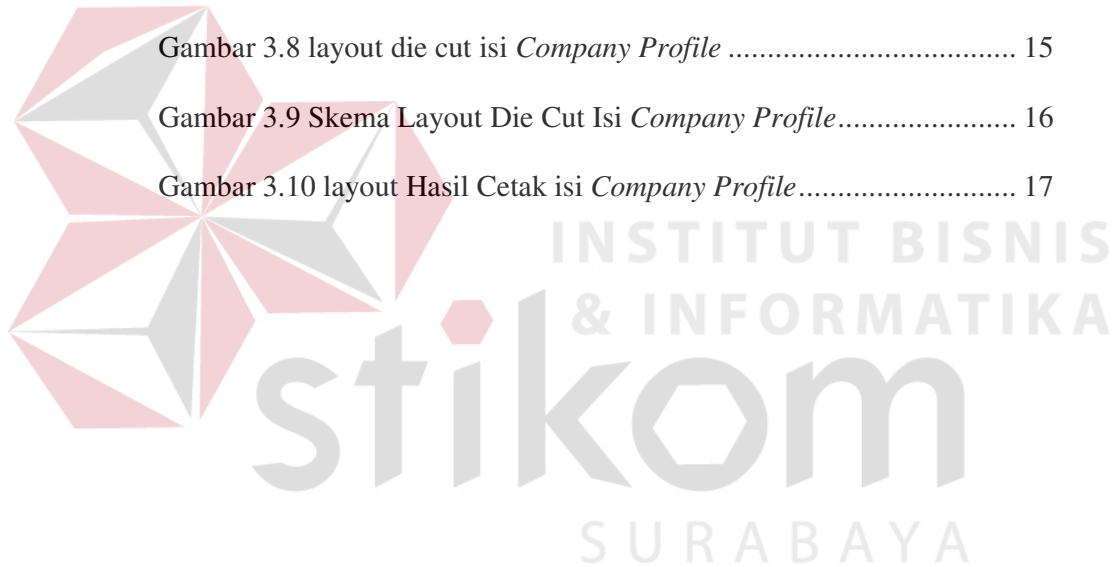 Gambar 3.8 layout die cut isi Company Profile ..................................... 15
Gambar 3.9 Skema Layout Die Cut Isi Company Profile....................... 16
Gambar 3.10 layout Hasil Cetak isi Company Profile............................ 17
INSTITUT BISNIS
& INFORMATIKA
stikom
SURABAYA